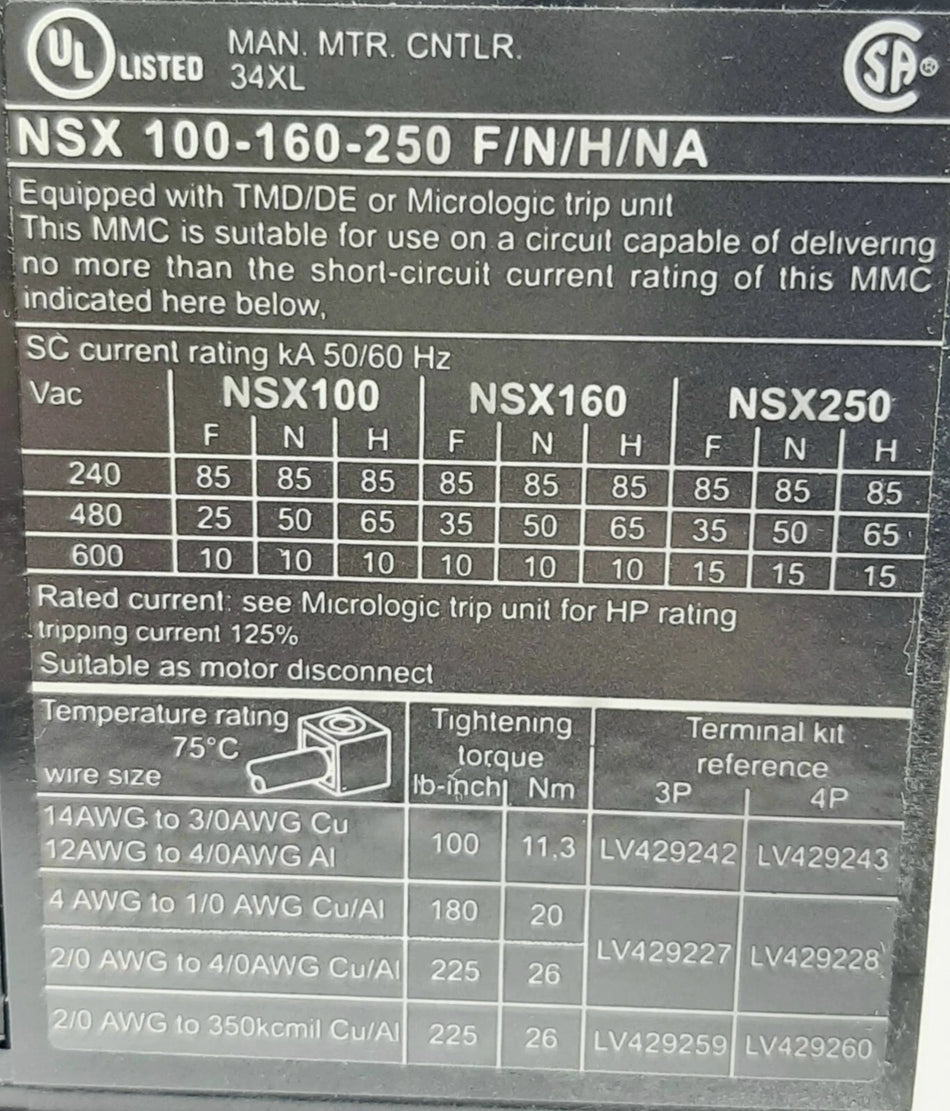 UL LISTED MAN. MTR. CNTLR.
34XL
SA®
NSX 100-160-250 F/N/H/NA
Equipped with TMD/DE or Micrologic trip unit
This MMC is suitable for use on a circuit capable of delivering
no more than the short-circuit current rating of this MMC
indicated here below,
SC current rating kA 50/60 Hz
Vac NSX100 NSX160 NSX250
F N H F N H F N H
240 85 85 85 85 85 85 85 85 85
480 25 50 65 35 50 65 35 50 65
600 10 10 10 10 10 10 15 15 15
Rated current: see Micrologic trip unit for HP rating
tripping current 125%
Suitable as motor disconnect
Temperature rating Tightening Terminal kit
75°C torque reference
wire size lb-inch Nm 3P 4P
14AWG to 3/0AWG Cu
12AWG to 4/0AWG Al 100 11,3 LV429242 LV429243
4 AWG to 1/0 AWG Cu/Al 180 20
LV429227 LV429228
2/0 AWG to 4/0AWG Cu/Al 225 26
2/0 AWG to 350kcmil Cu/Al 225 26 LV429259 LV429260